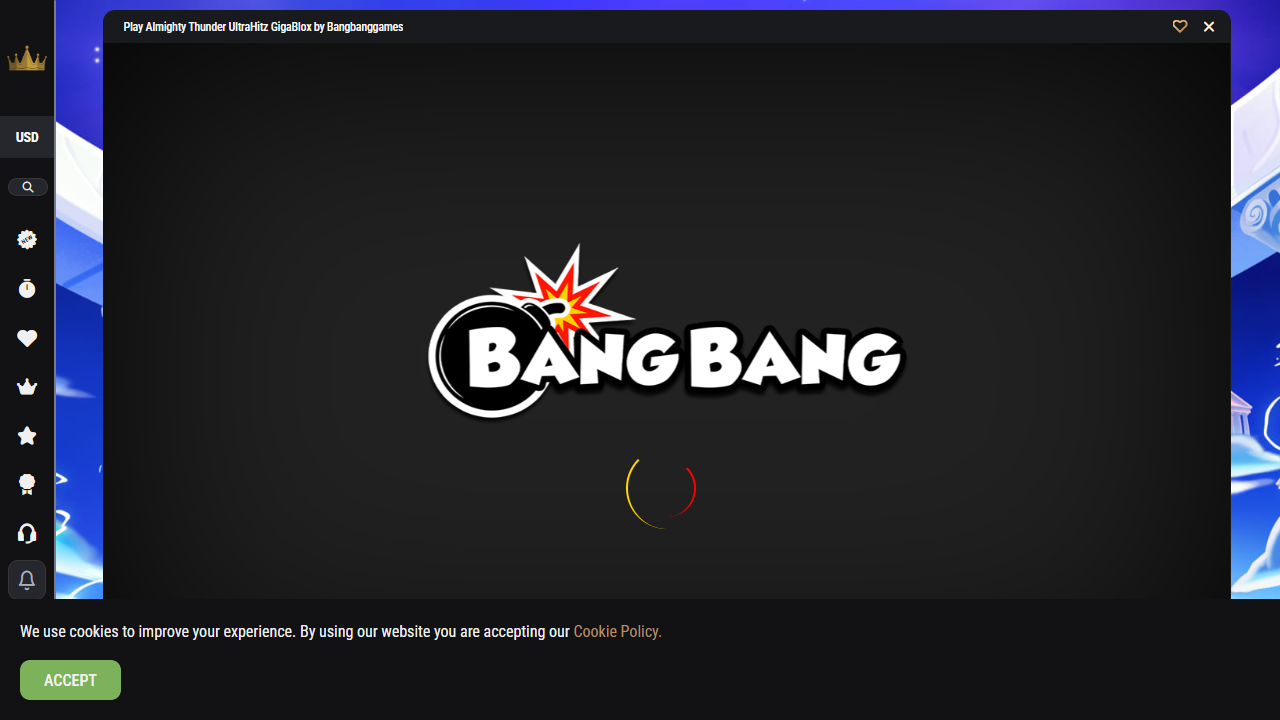 Play Almighty Thunder UltraHitz GigaBlox by Bangbanggames
USD
NEW
BANG BANG
We use cookies to improve your experience. By using our website you are accepting our Cookie Policy.
ACCEPT